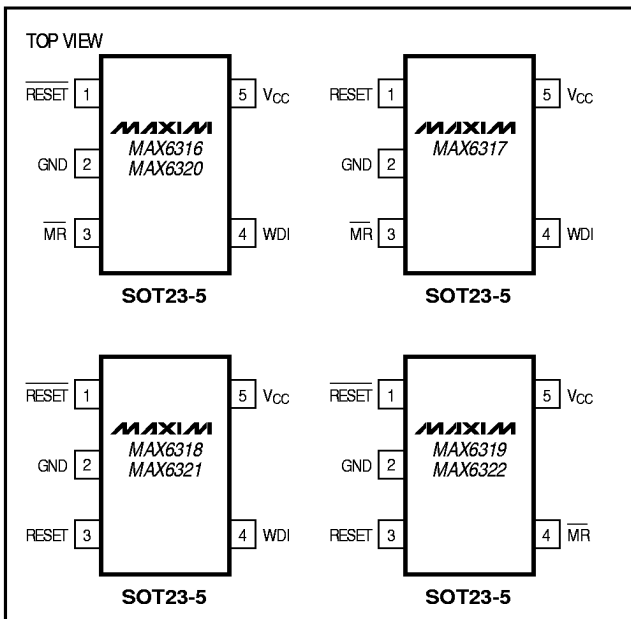 TOP VIEW
RESET 1
5 VCC
MAXIM
MAX6316
MAX6320
GND 2
MR 3
4 WDI
SOT23-5
RESET 1
5 VCC
MAXIM
MAX6317
GND 2
MR 3
4 WDI
SOT23-5
RESET 1
5 VCC
MAXIM
MAX6318
MAX6321
GND 2
RESET 3
4 WDI
SOT23-5
RESET 1
5 VCC
MAXIM
MAX6319
MAX6322
GND 2
RESET 3
4 MR
SOT23-5